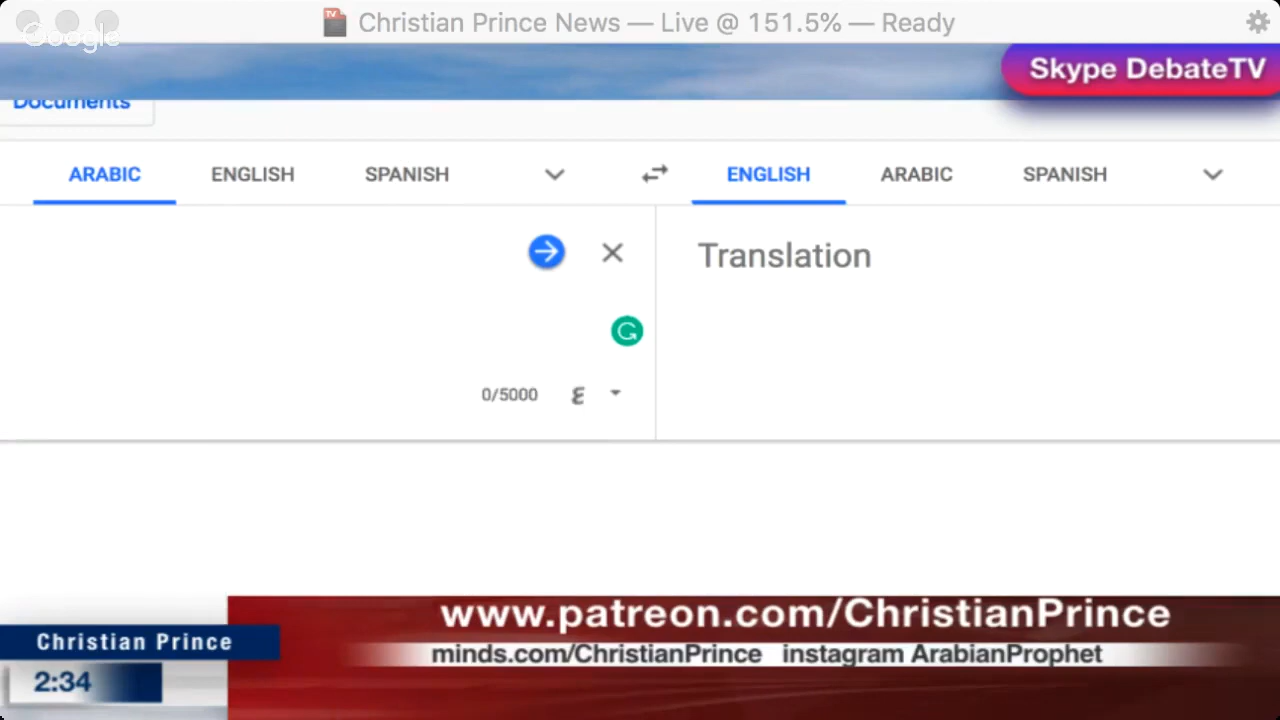 Christian Prince News — Live @ 151.5% — Ready
Google
Skype DebateTV
Documents
ARABIC ENGLISH SPANISH ENGLISH ARABIC SPANISH
Translation
0/5000 ع
www.patreon.com/ChristianPrince
Christian Prince
minds.com/ChristianPrince instagram ArabianProphet
2:34